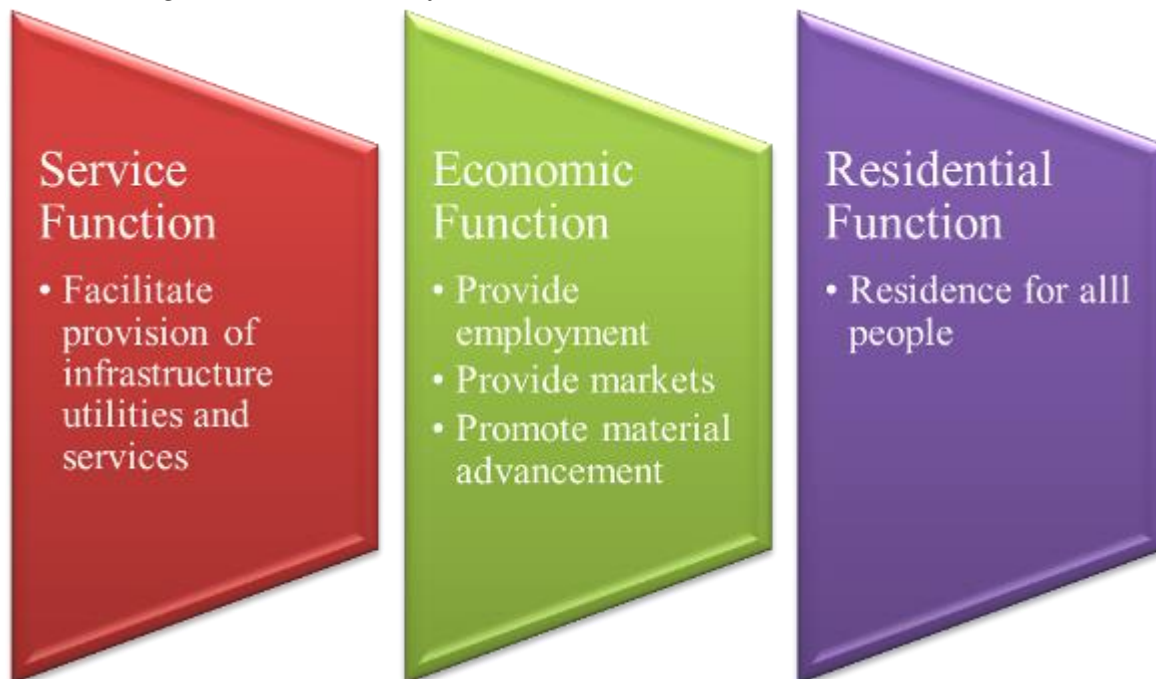 Service
Function
• Facilitate
provision of
infrastructure
utilities and
services
Economic
Function
• Provide
employment
• Provide markets
• Promote material
advancement
Residential
Function
• Residence for alll
people